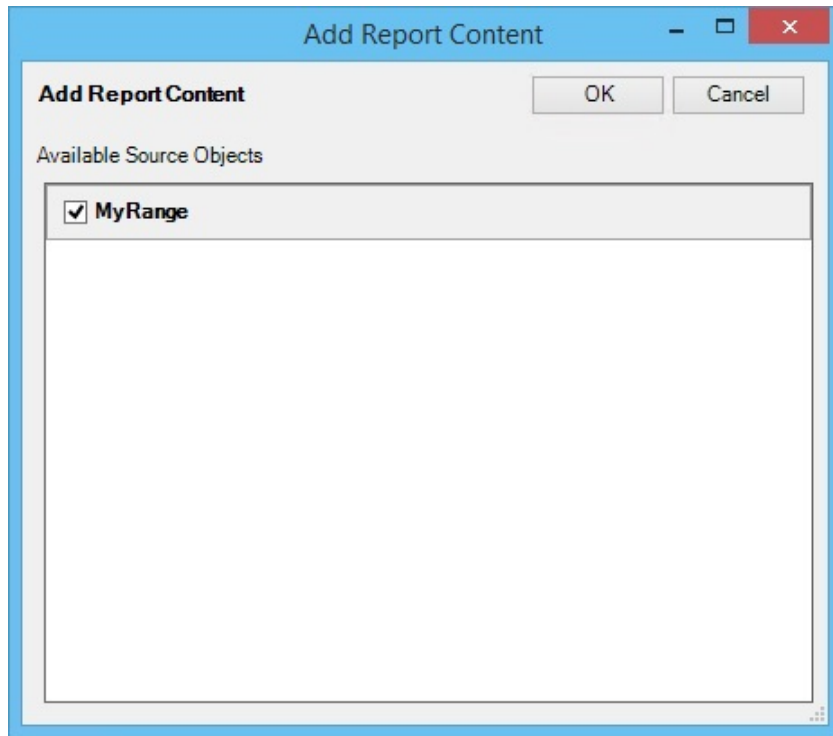 Add Report Content
Add Report Content
OK
Cancel
Available Source Objects
MyRange